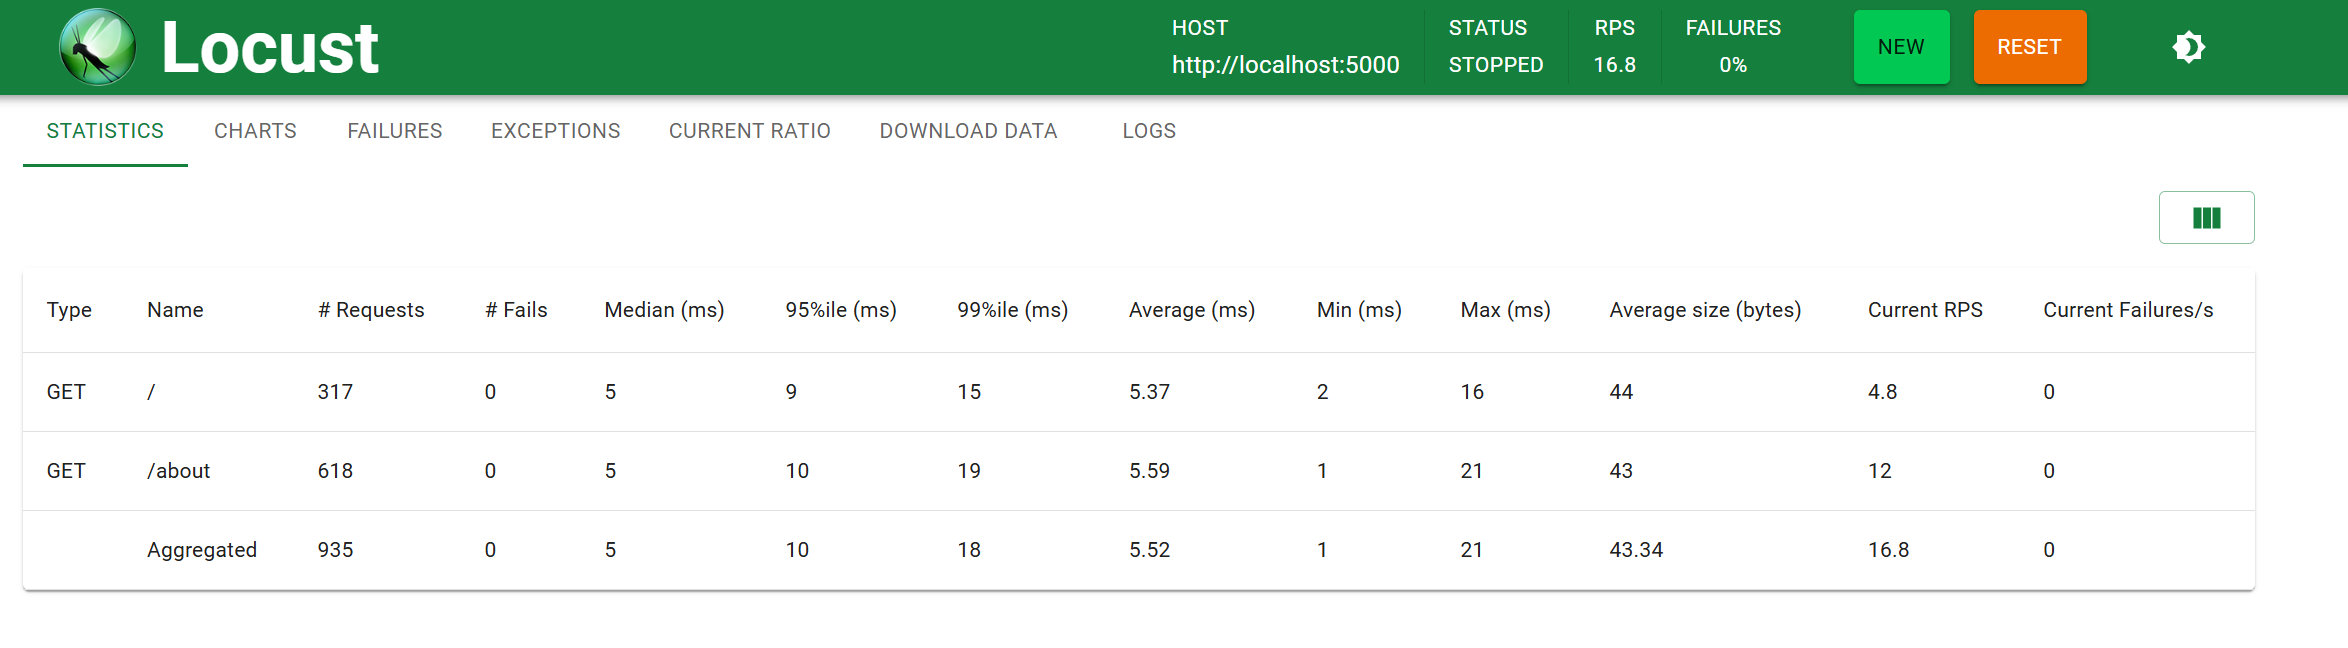 Locust
HOST
http://localhost:5000
STATUS
STOPPED
RPS
16.8
FAILURES
0%
NEW
RESET
STATISTICS CHARTS FAILURES EXCEPTIONS CURRENT RATIO DOWNLOAD DATA LOGS
Type Name # Requests # Fails Median (ms) 95%ile (ms) 99%ile (ms) Average (ms) Min (ms) Max (ms) Average size (bytes) Current RPS Current Failures/s
GET / 317 0 5 9 15 5.37 2 16 44 4.8 0
GET /about 618 0 5 10 19 5.59 1 21 43 12 0
Aggregated 935 0 5 10 18 5.52 1 21 43.34 16.8 0